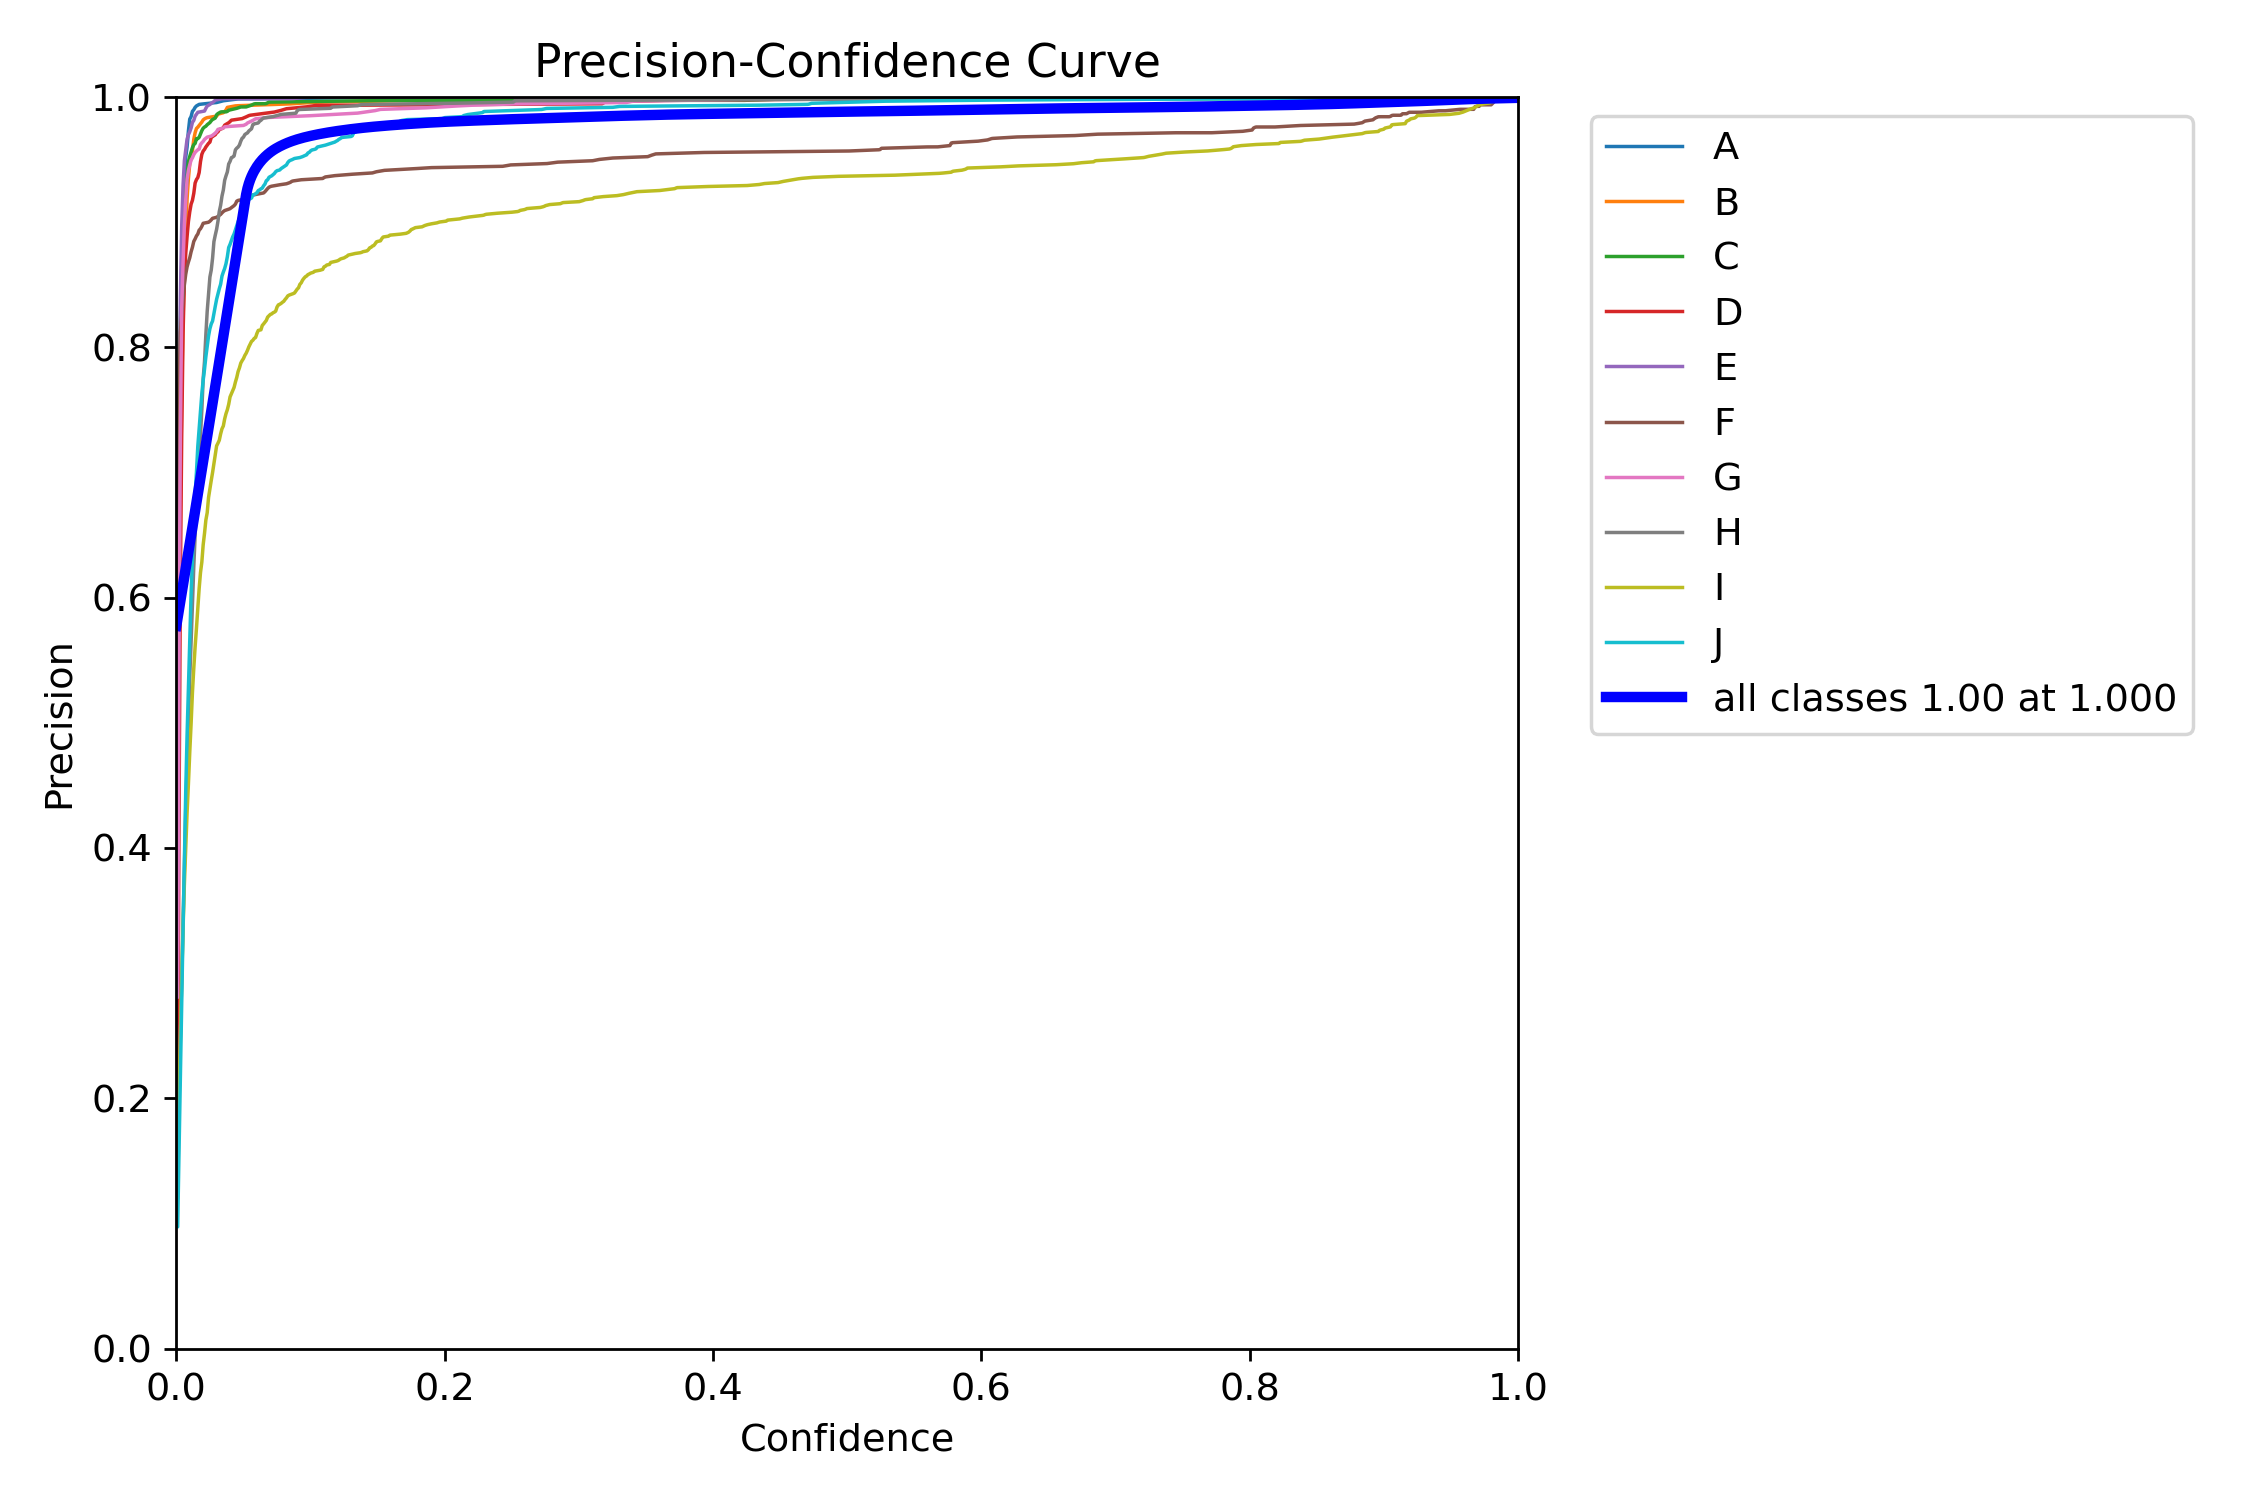 Precision-Confidence Curve
1.0
0.8
0.6
0.4
0.2
0.0
Precision
0.0 0.2 0.4 0.6 0.8 1.0
Confidence
A
B
C
D
E
F
G
H
I
J
all classes 1.00 at 1.000